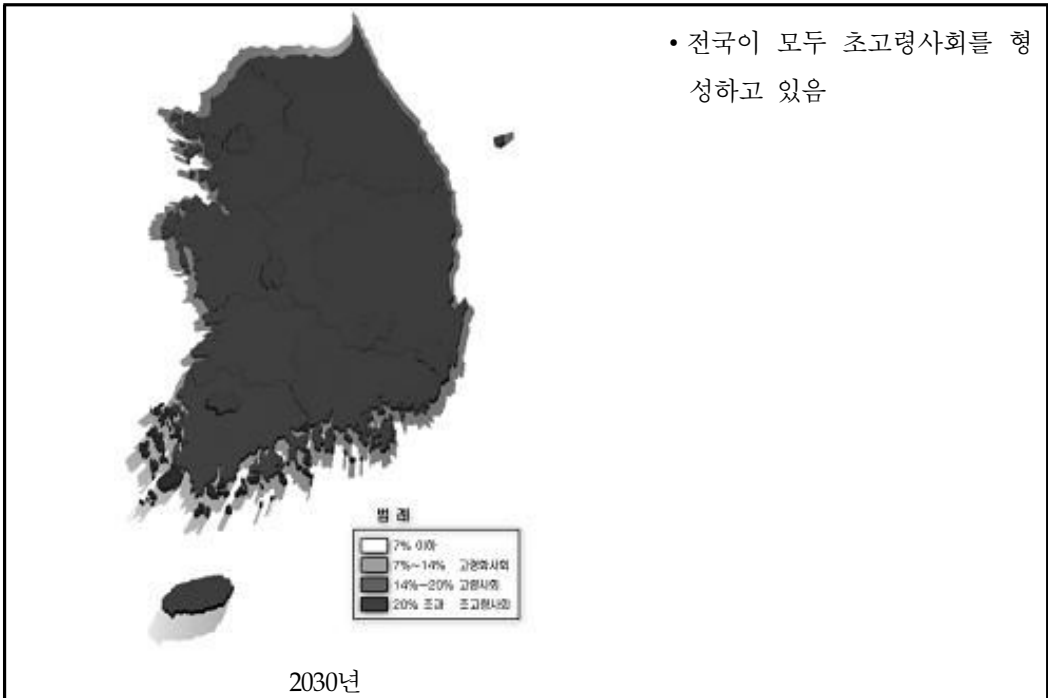 • 전국이 모두 초고령사회를 형
성하고 있음
범 례
7% 이하
7%~14% 고령화사회
14%~20% 고령사회
20% 초과 초고령사회
2030년